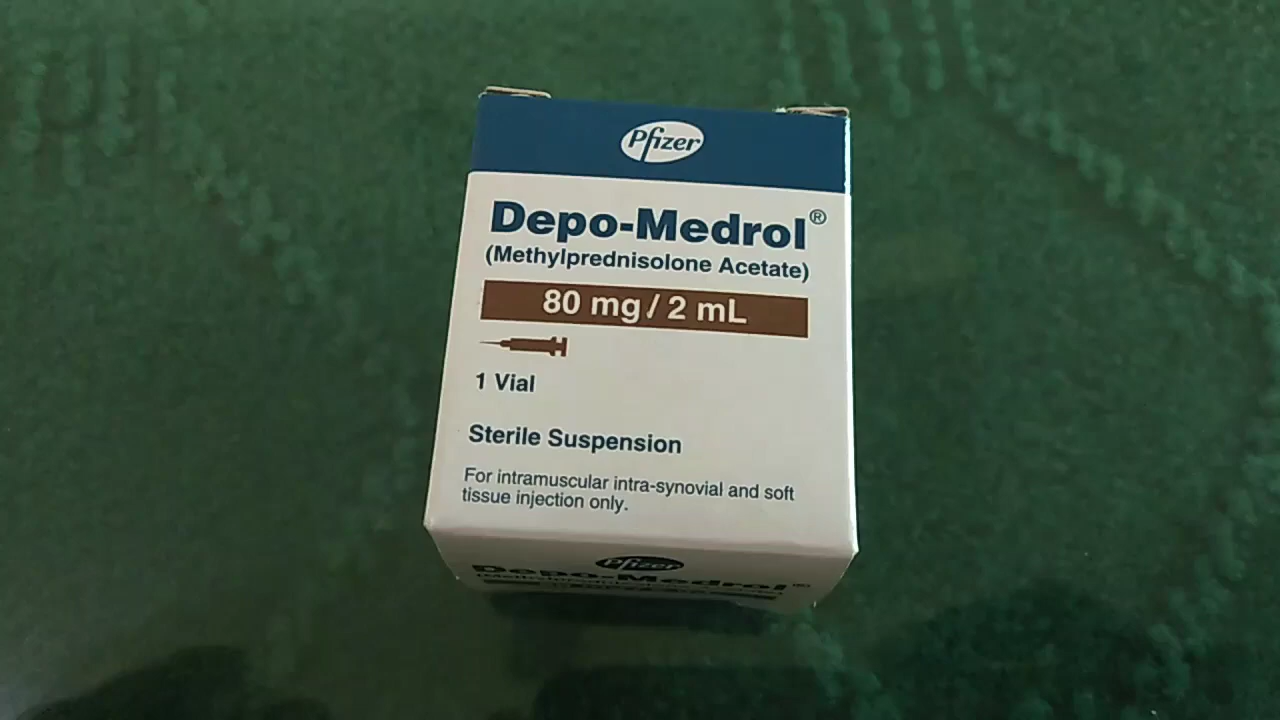 Pfizer
Depo-Medrol®
(Methylprednisolone Acetate)
80 mg / 2 mL
1 Vial
Sterile Suspension
For intramuscular intra-synovial and soft
tissue injection only.
Pfizer
Depo-Medrol